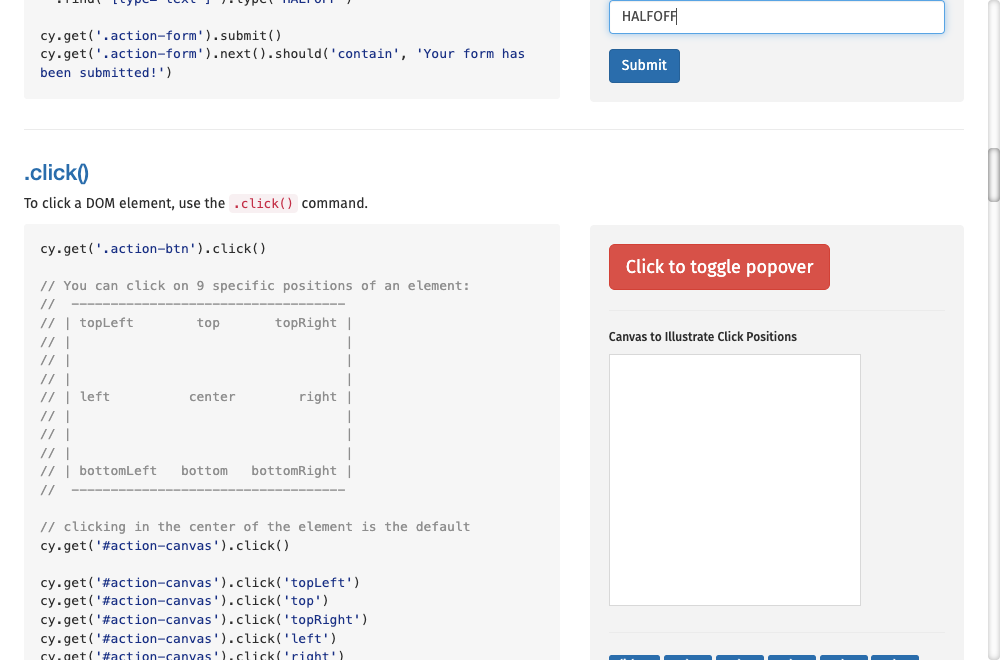 cy.get('.action-form').submit()
cy.get('.action-form').next().should('contain', 'Your form has
been submitted!')
HALFOFF
Submit
.click()
To click a DOM element, use the .click() command.
cy.get('.action-btn').click()
// You can click on 9 specific positions of an element:
//  -----------------------------------
// | topLeft        top       topRight |
// |                                   |
// |                                   |
// |                                   |
// | left          center        right |
// |                                   |
// |                                   |
// |                                   |
// | bottomLeft   bottom   bottomRight |
//  -----------------------------------
// clicking in the center of the element is the default
cy.get('#action-canvas').click()
cy.get('#action-canvas').click('topLeft')
cy.get('#action-canvas').click('top')
cy.get('#action-canvas').click('topRight')
cy.get('#action-canvas').click('left')
cy.get('#action-canvas').click('right')
Click to toggle popover
Canvas to Illustrate Click Positions